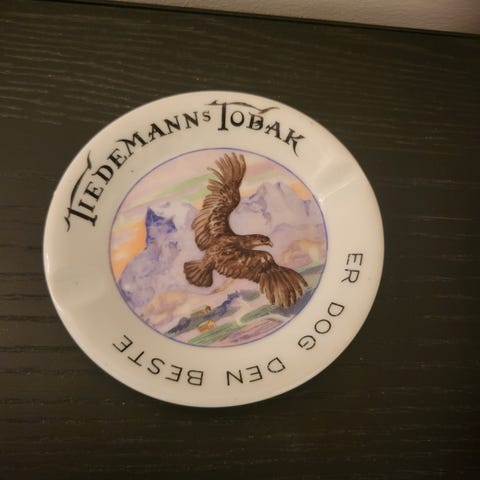 TIEDEMANNS TOBAK
ER DOG DEN BESTE